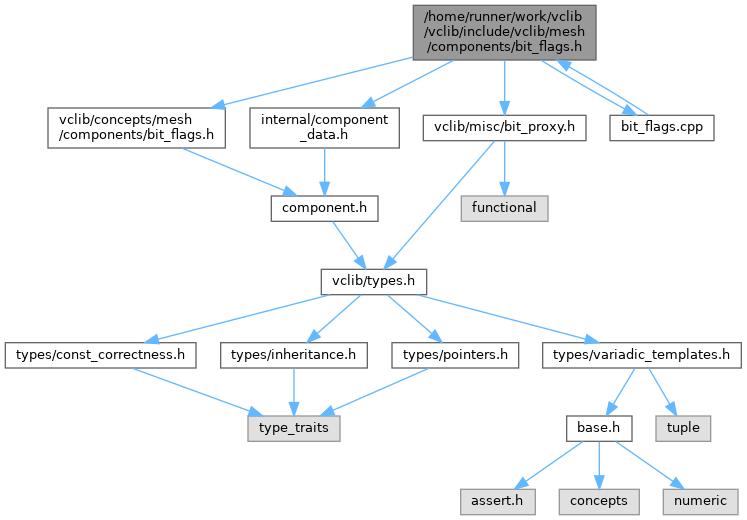 /home/runner/work/vclib
/vclib/include/vclib/mesh
/components/bit_flags.h
vclib/concepts/mesh
/components/bit_flags.h
internal/component
_data.h
vclib/misc/bit_proxy.h
bit_flags.cpp
component.h
functional
vclib/types.h
types/const_correctness.h
types/inheritance.h
types/pointers.h
types/variadic_templates.h
type_traits
base.h
tuple
assert.h
concepts
numeric